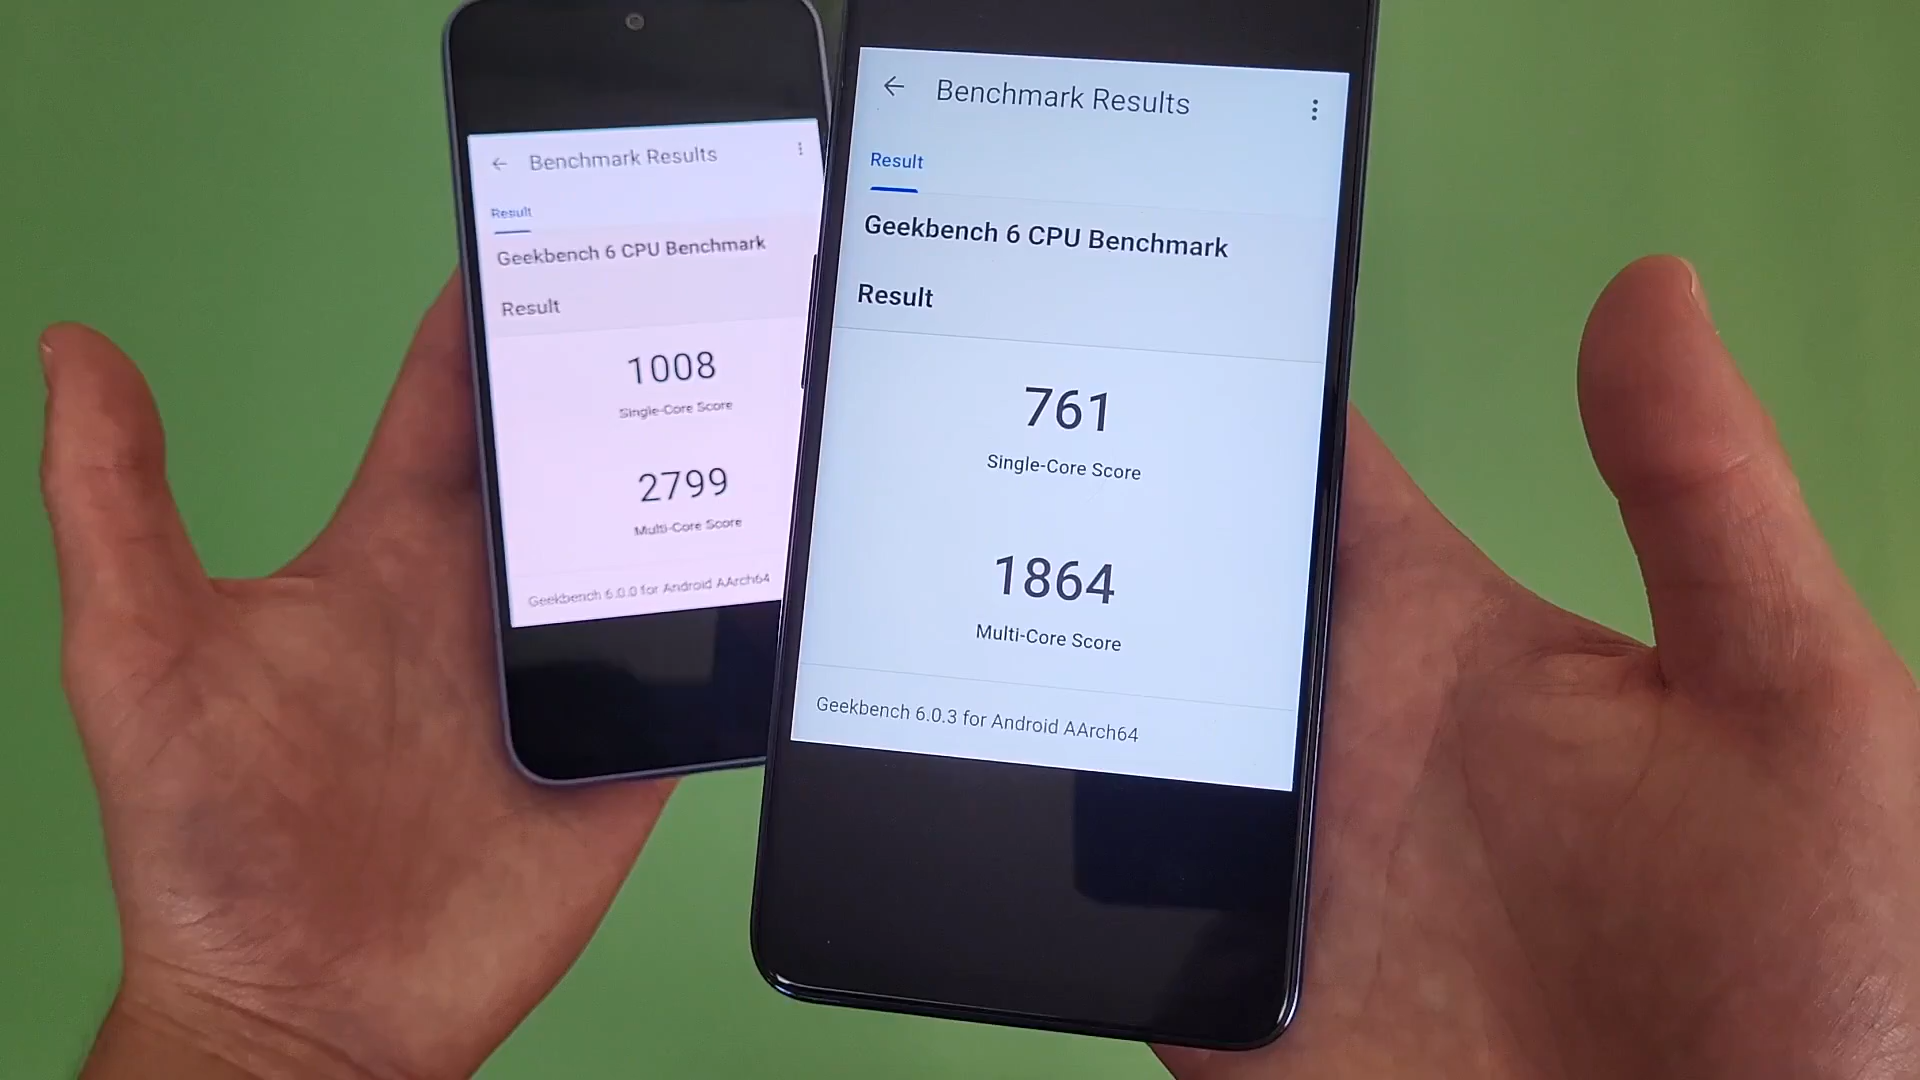 Benchmark Results
Result
Geekbench 6 CPU Benchmark
Result
1008
Single-Core Score
2799
Multi-Core Score
Geekbench 6.0.0 for Android AArch64
Benchmark Results
Result
Geekbench 6 CPU Benchmark
Result
761
Single-Core Score
1864
Multi-Core Score
Geekbench 6.0.3 for Android AArch64